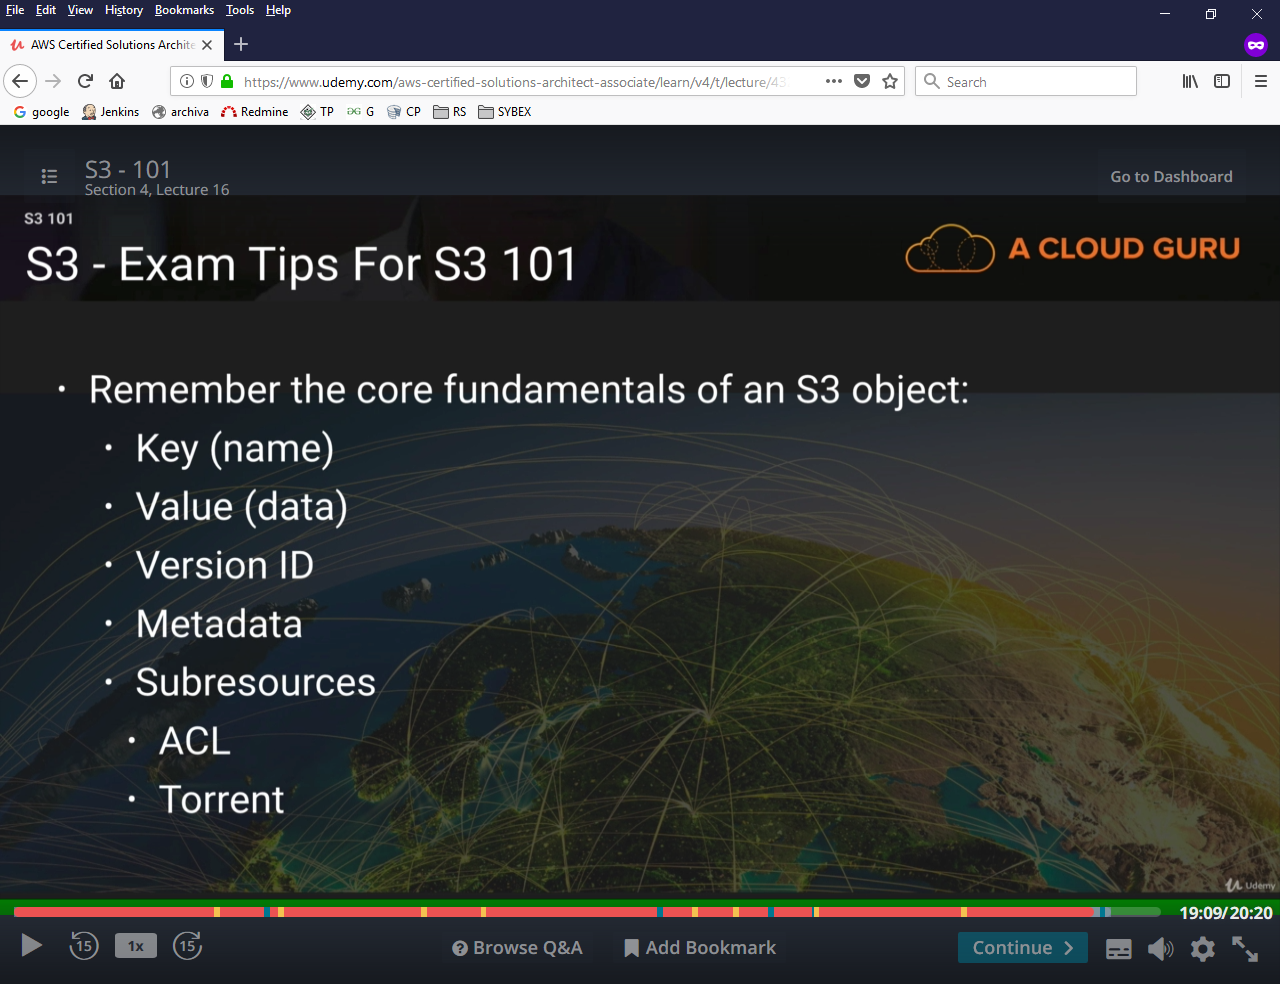 File Edit View History Bookmarks Tools Help
AWS Certified Solutions Archite
https://www.udemy.com/aws-certified-solutions-architect-associate/learn/v4/t/lecture/43
Search
google Jenkins archiva Redmine TP G CP RS SYBEX
S3 - 101
Section 4, Lecture 16
Go to Dashboard
S3 101
S3 - Exam Tips For S3 101
A CLOUD GURU
• Remember the core fundamentals of an S3 object:
• Key (name)
• Value (data)
• Version ID
• Metadata
• Subresources
• ACL
• Torrent
Udemy
19:09/20:20
15 1x 15
Browse Q&A
Add Bookmark
Continue